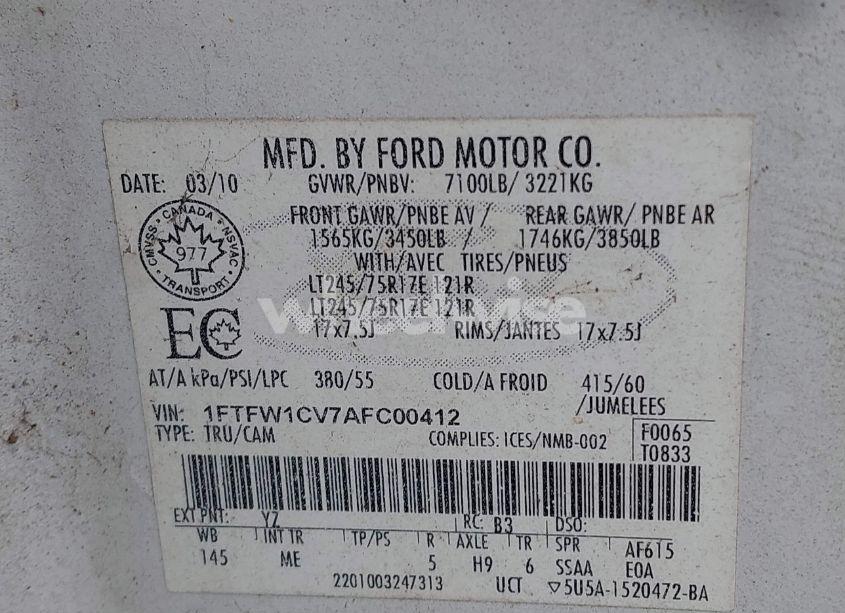 MFD. BY FORD MOTOR CO.
DATE: 03/10 GVWR/PNBV: 7100LB/ 3221KG
FRONT GAWR/PNBE AV / REAR GAWR/ PNBE AR
1565KG/3450LB / 1746KG/3850LB
WITH/AVEC TIRES/PNEUS
CMVSS • CANADA • NSVAC
977
TRANSPORT
LT245/75R17E 121R
LT245/75R17E 121R
EC
17x7.5J RIMS/JANTES 17x7.5J
AT/A kPa/PSI/LPC 380/55 COLD/A FROID 415/60
/JUMELEES
VIN: 1FTFW1CV7AFC00412
TYPE: TRU/CAM COMPLIES: ICES/NMB-002
F0065
T0833
EXT PNT: YZ RC: B3 DSO:
WB INT TR TP/PS R AXLE TR SPR AF615
145 ME 5 H9 6 SSAA E0A
2201003247313 UCT ▽5U5A-1520472-BA